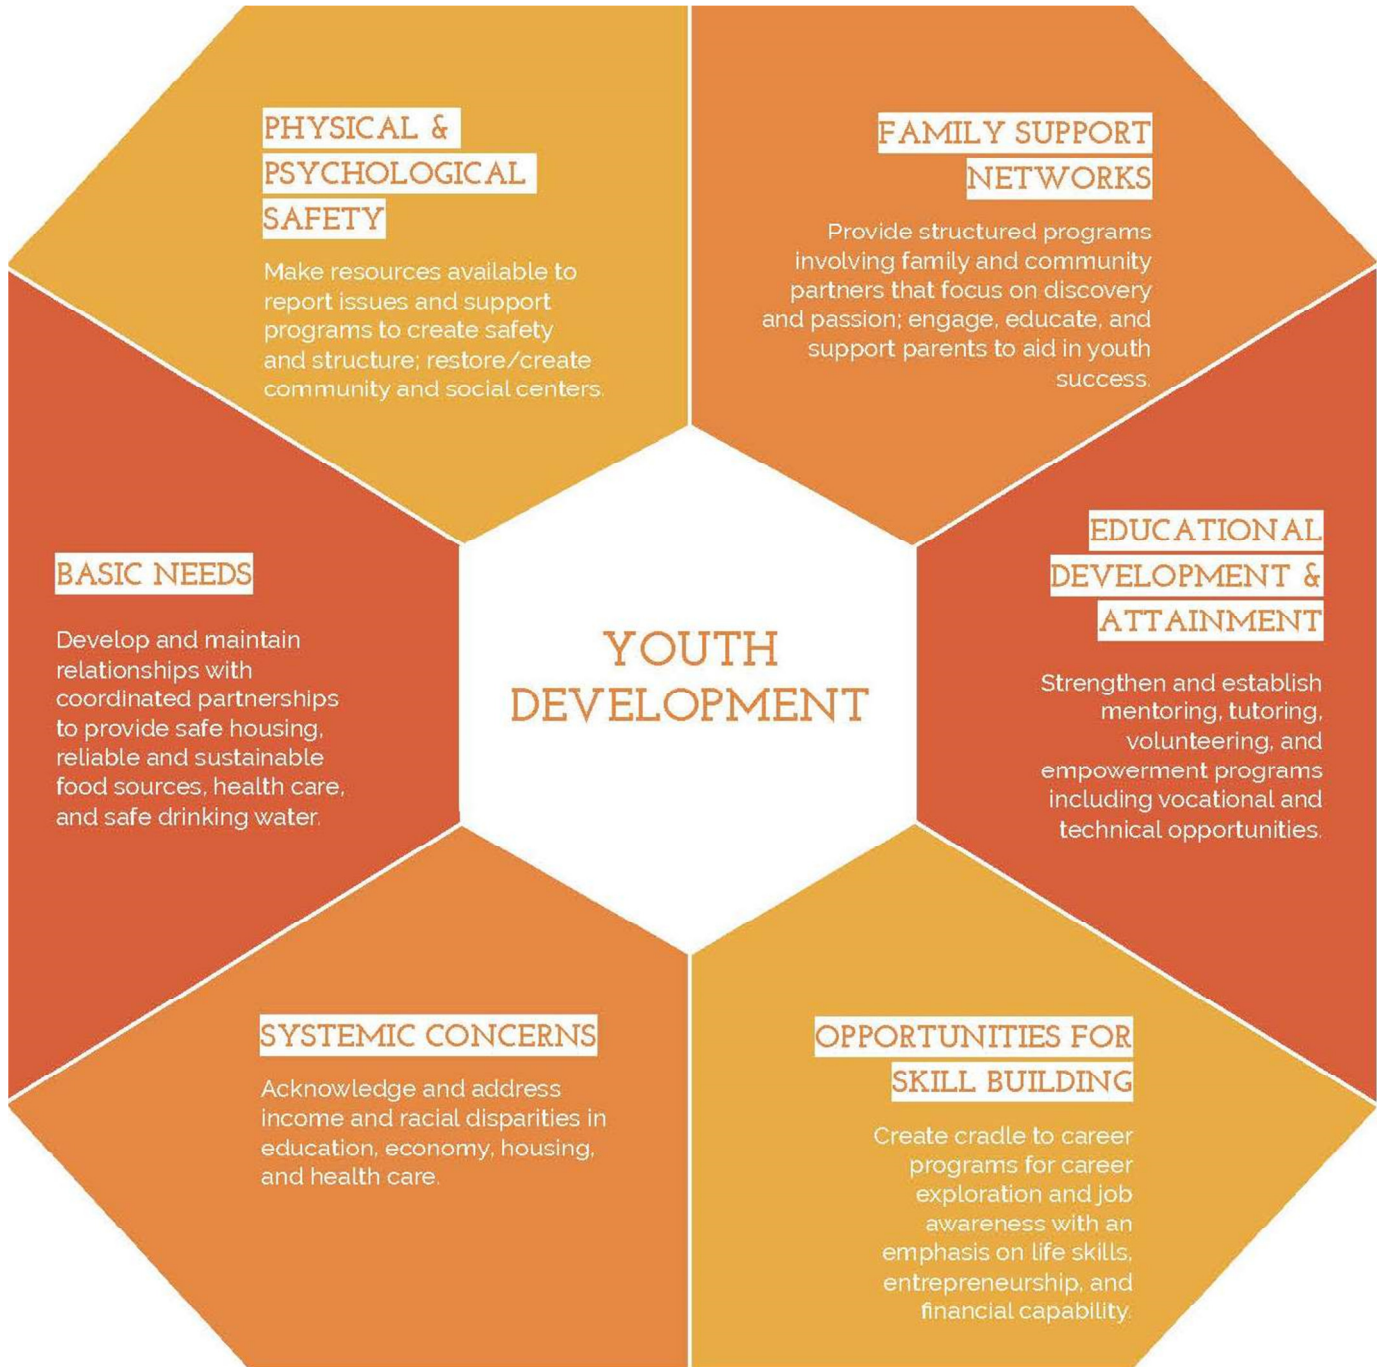 PHYSICAL &
PSYCHOLOGICAL
SAFETY
Make resources available to
report issues and support
programs to create safety
and structure; restore/create
community and social centers.
FAMILY SUPPORT
NETWORKS
Provide structured programs
involving family and community
partners that focus on discovery
and passion; engage, educate, and
support parents to aid in youth
success.
BASIC NEEDS
Develop and maintain
relationships with
coordinated partnerships
to provide safe housing,
reliable and sustainable
food sources, health care,
and safe drinking water.
YOUTH
DEVELOPMENT
EDUCATIONAL
DEVELOPMENT &
ATTAINMENT
Strengthen and establish
mentoring, tutoring,
volunteering, and
empowerment programs
including vocational and
technical opportunities.
SYSTEMIC CONCERNS
Acknowledge and address
income and racial disparities in
education, economy, housing,
and health care.
OPPORTUNITIES FOR
SKILL BUILDING
Create cradle to career
programs for career
exploration and job
awareness with an
emphasis on life skills,
entrepreneurship, and
financial capability.